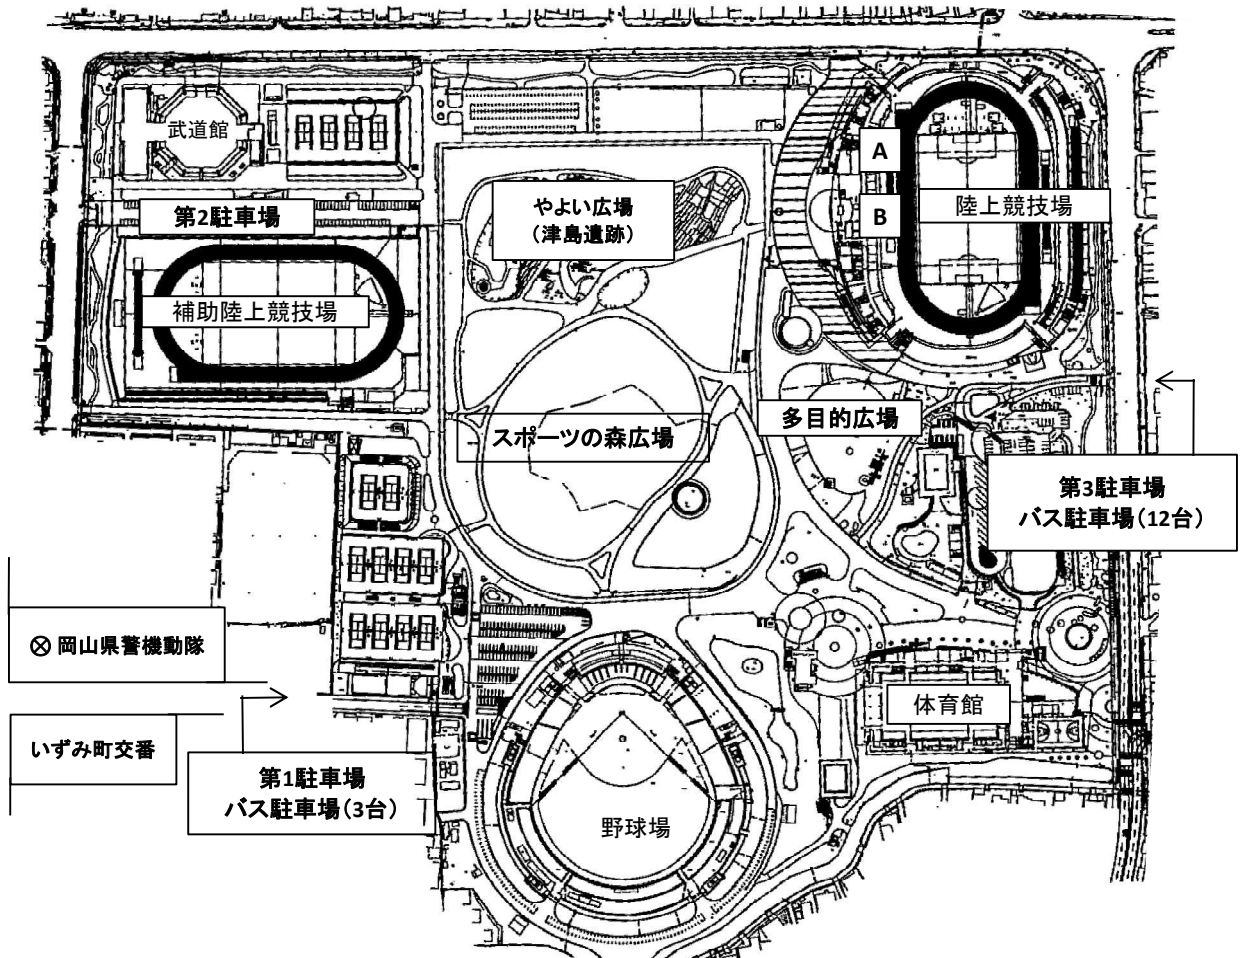 武道館
A
第2駐車場
やよい広場
（津島遺跡）
B
陸上競技場
補助陸上競技場
スポーツの森広場
多目的広場
第3駐車場
バス駐車場（12台）
⊗ 岡山県警機動隊
体育館
いずみ町交番
第1駐車場
バス駐車場（3台）
野球場